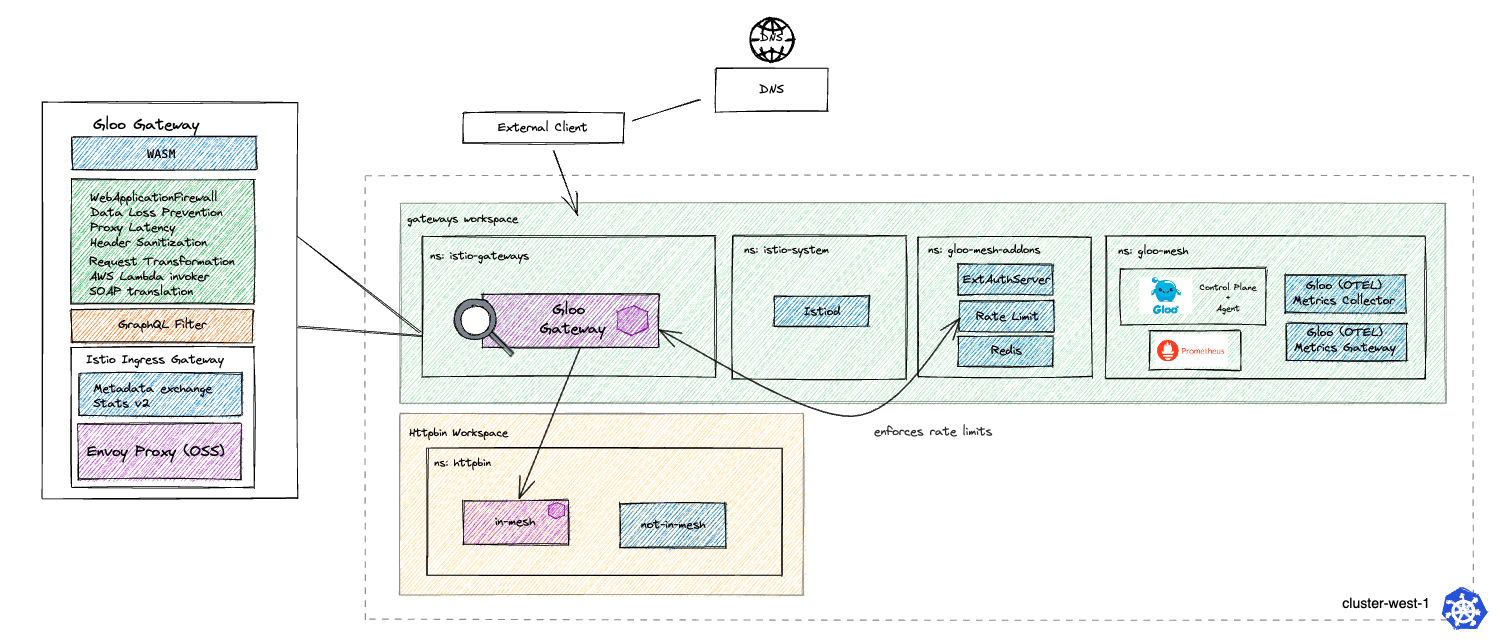 DNS
DNS
External Client
Gloo Gateway
WASM
WebApplicationFirewall
Data Loss Prevention
Proxy Latency
Header Sanitization
Request Transformation
AWS Lambda invoker
SOAP translation
GraphQL Filter
Istio Ingress Gateway
Metadata exchange
Stats v2
Envoy Proxy (OSS)
gateways workspace
ns: istio-gateways
Gloo
Gateway
ns: istio-system
Istiod
ns: gloo-mesh-addons
ExtAuthServer
Rate Limit
Redis
ns: gloo-mesh
Gloo
Control Plane
+
Agent
Prometheus
Gloo (OTEL)
Metrics Collector
Gloo (OTEL)
Metrics Gateway
enforces rate limits
Httpbin Workspace
ns: httpbin
in-mesh
not-in-mesh
cluster-west-1